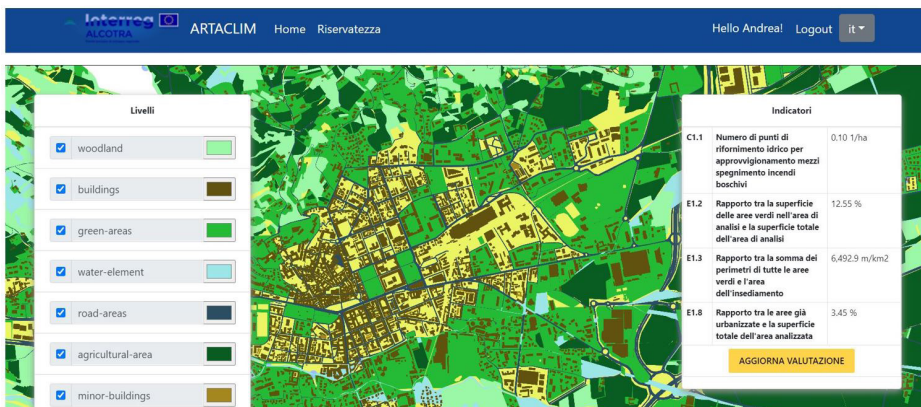 Interreg
ALCOTRA
ARTACLIM Home Riservatezza
Hello Andrea! Logout it
Livelli
woodland
buildings
green-areas
water-element
road-areas
agricultural-area
minor-buildings
Indicatori
C1.1 Numero di punti di 0.10 1/ha
rifornimento idrico per
approvvigionamento mezzi
spegnimento incendi
boschivi
E1.2 Rapporto tra la superficie 12.55 %
delle aree verdi nell'area di
analisi e la superficie totale
dell'area di analisi
E1.3 Rapporto tra la somma dei 6,492.9 m/km2
perimetri di tutte le aree
verdi e l'area
dell'insediamento
E1.8 Rapporto tra le aree già 3.45 %
urbanizzate e la superficie
totale dell'area analizzata
AGGIORNA VALUTAZIONE